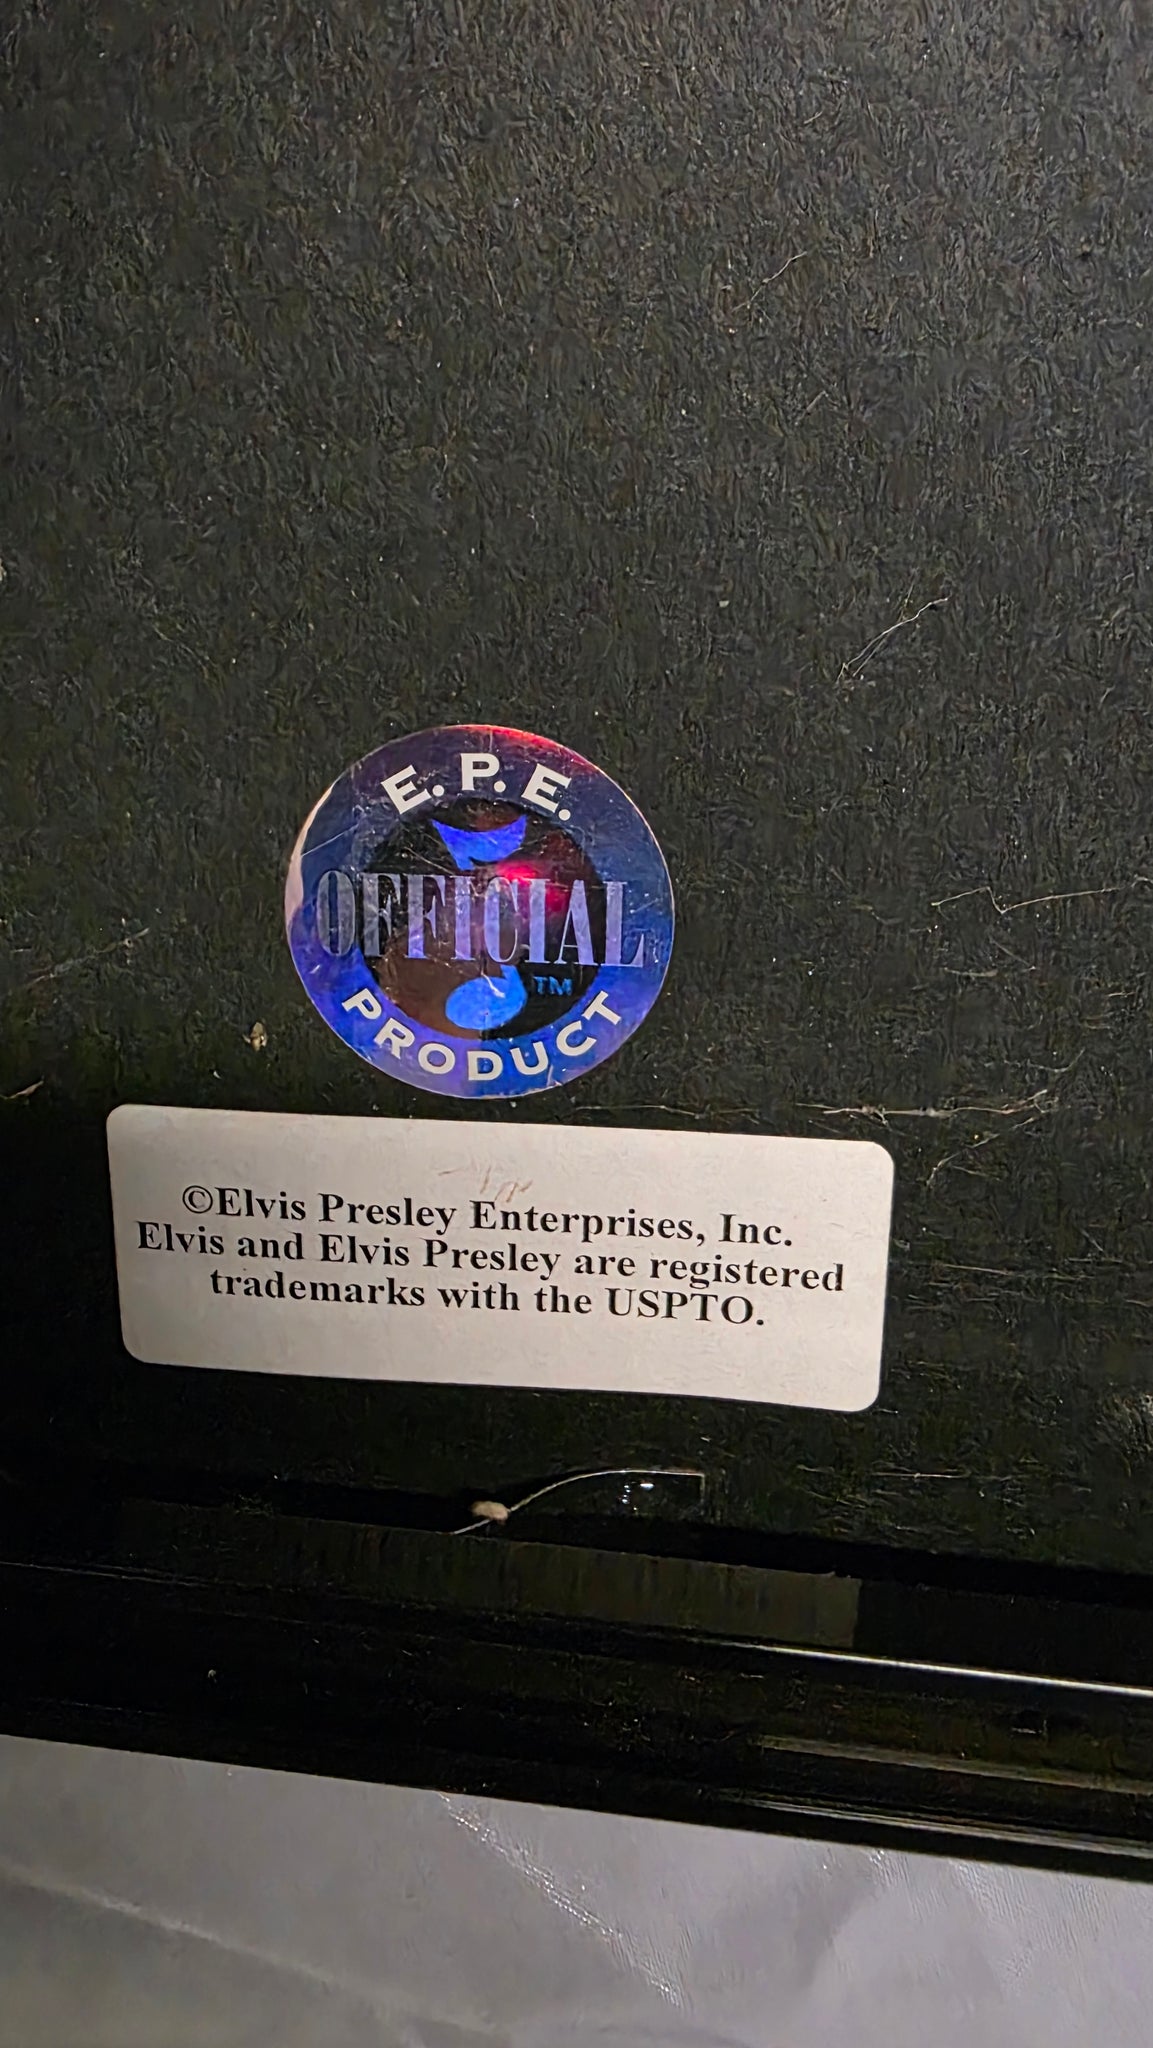 E.P.E.
OFFICIAL
TM
PRODUCT
©Elvis Presley Enterprises, Inc.
Elvis and Elvis Presley are registered
trademarks with the USPTO.